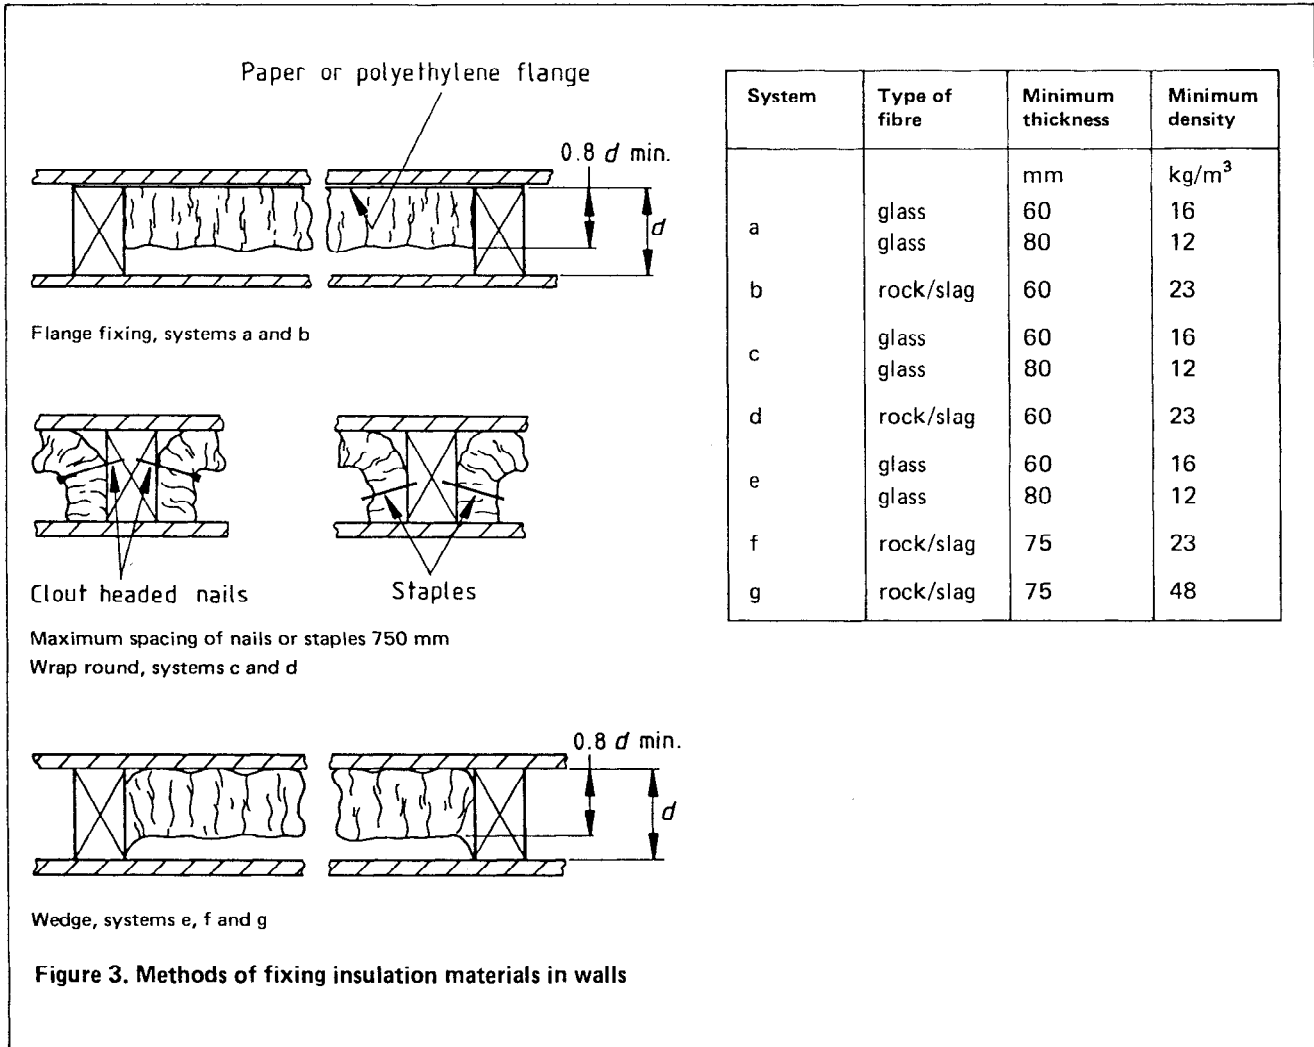 Paper or polyethylene flange
0.8 d min.
d
Flange fixing, systems a and b
Clout headed nails
Staples
Maximum spacing of nails or staples 750 mm
Wrap round, systems c and d
0.8 d min.
d
Wedge, systems e, f and g
Figure 3. Methods of fixing insulation materials in walls
System Type of fibre Minimum thickness Minimum density
mm kg/m³
a glass 60 16
glass 80 12
b rock/slag 60 23
c glass 60 16
glass 80 12
d rock/slag 60 23
e glass 60 16
glass 80 12
f rock/slag 75 23
g rock/slag 75 48